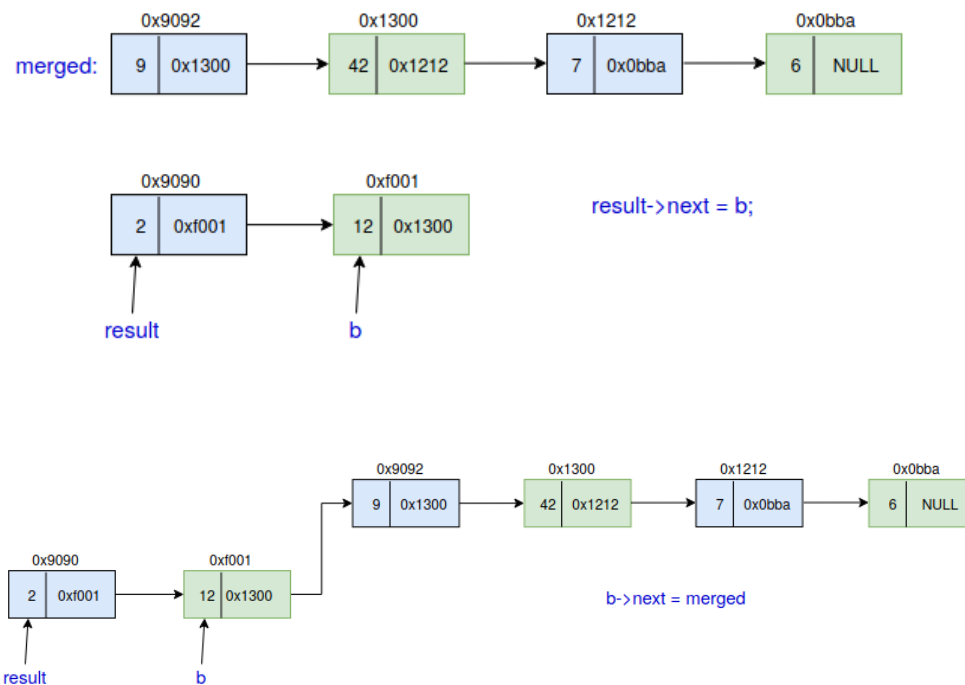 0x9092 0x1300 0x1212 0x0bba
merged: 9 0x1300 42 0x1212 7 0x0bba 6 NULL
0x9090 0xf001
2 0xf001 12 0x1300
result->next = b;
result b
0x9092 0x1300 0x1212 0x0bba
9 0x1300 42 0x1212 7 0x0bba 6 NULL
0x9090 0xf001
2 0xf001 12 0x1300
b->next = merged
result b